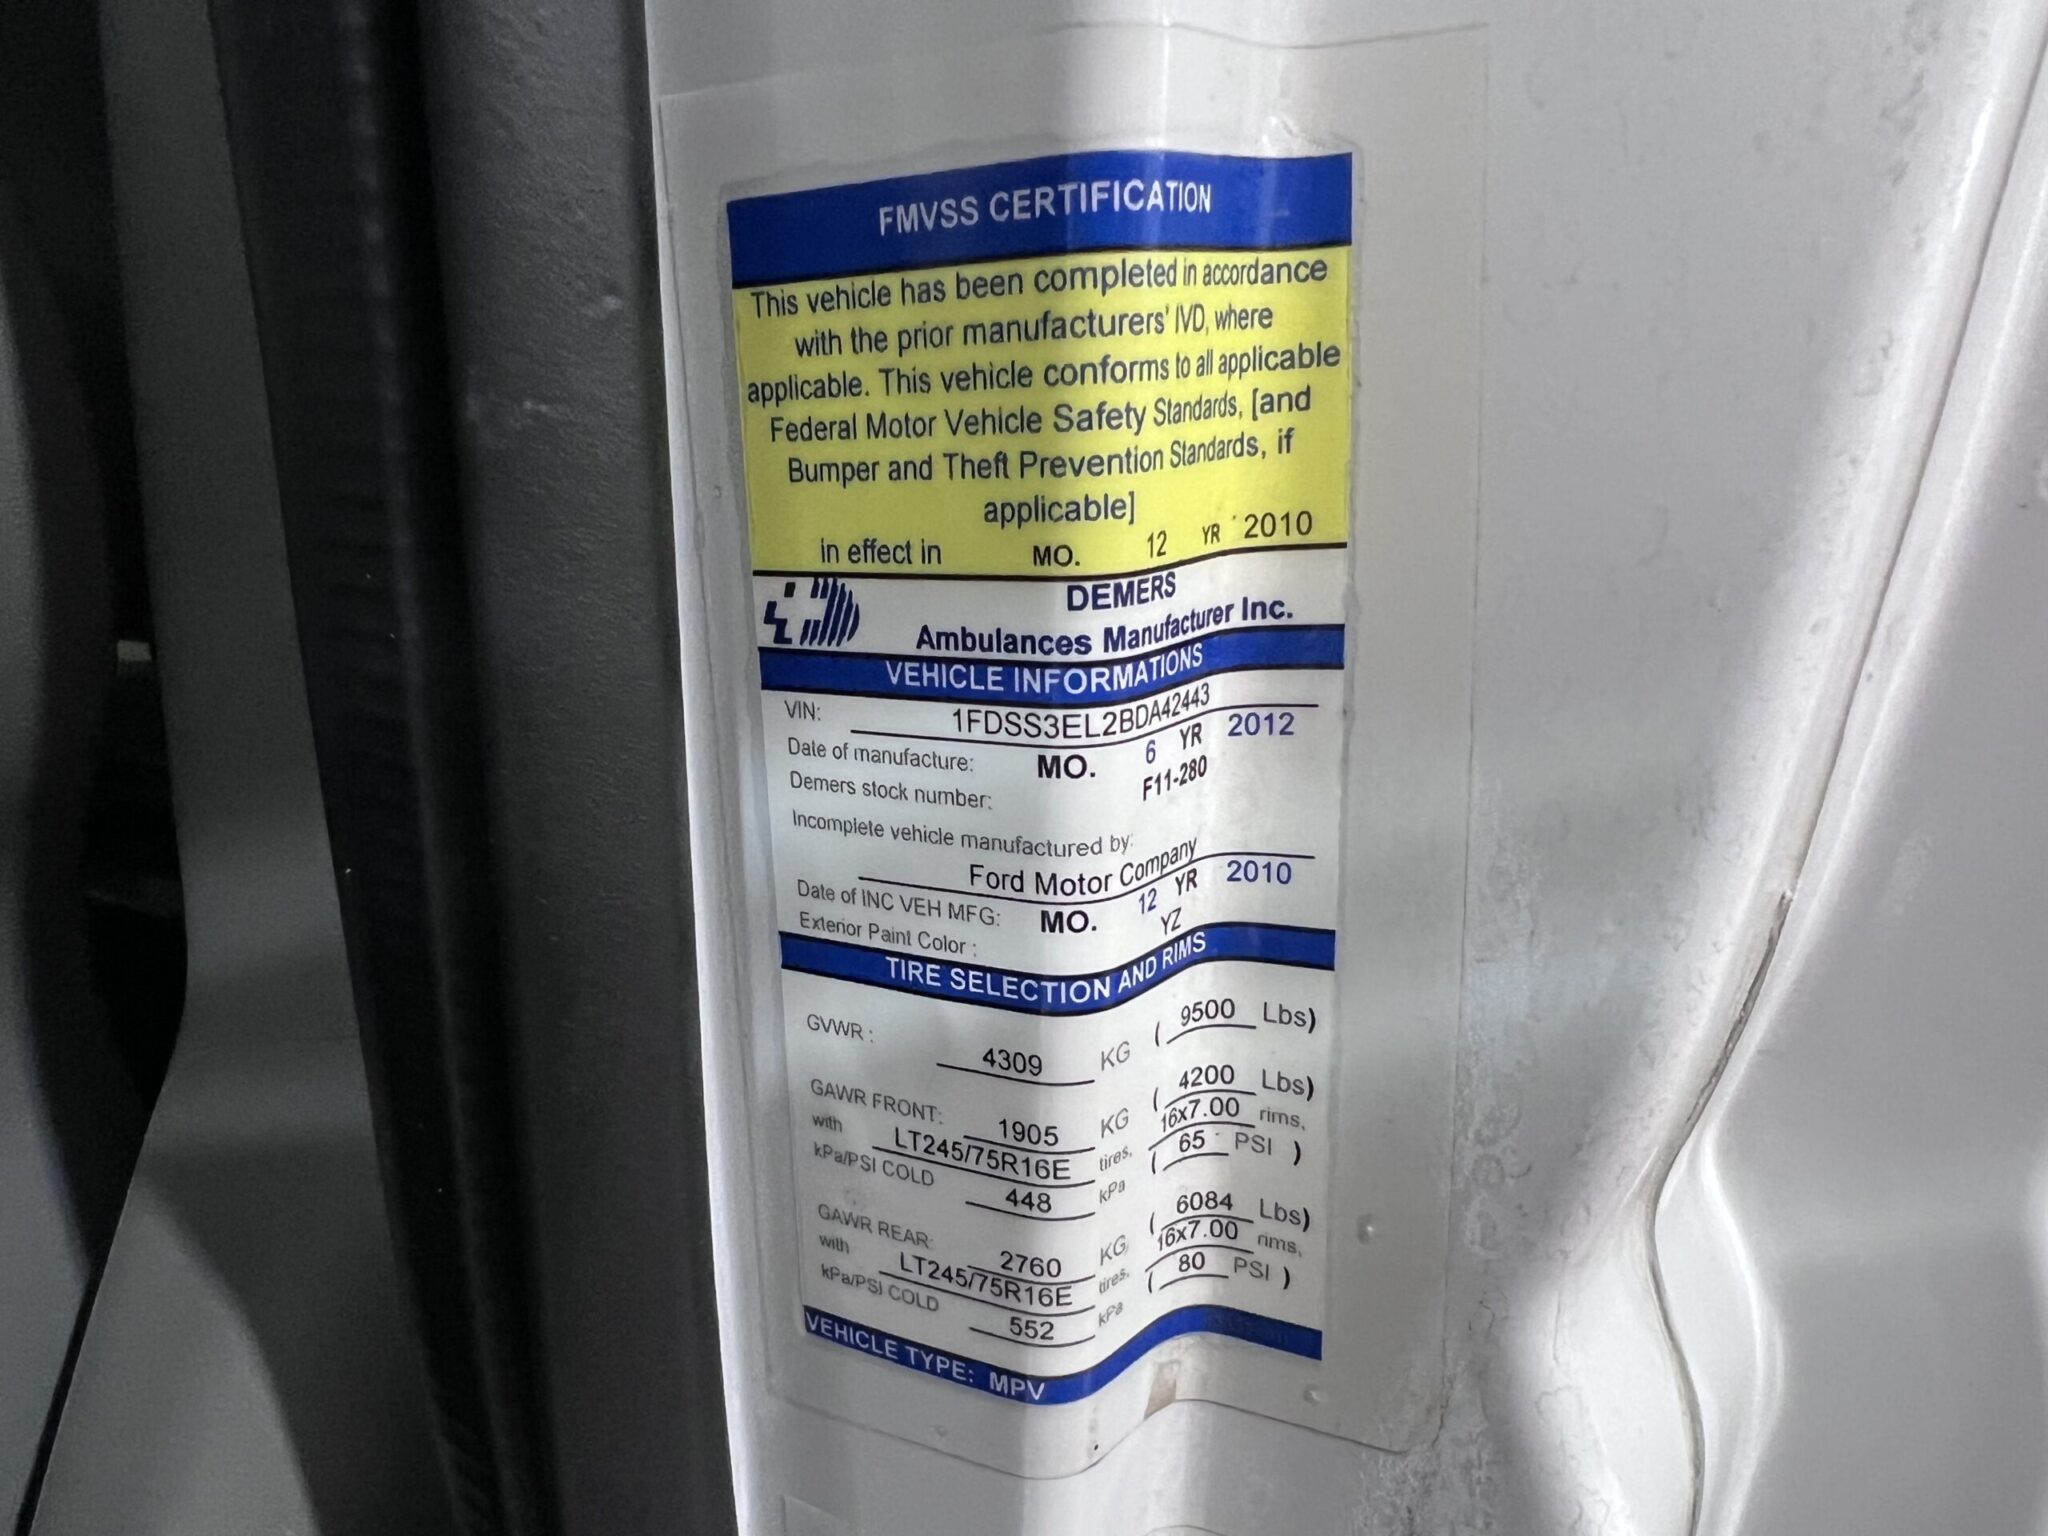 FMVSS CERTIFICATION
This vehicle has been completed in accordance
with the prior manufacturers' IVD, where
applicable. This vehicle conforms to all applicable
Federal Motor Vehicle Safety Standards, [and
Bumper and Theft Prevention Standards, if
applicable]
in effect in MO. 12 YR 2010
DEMERS
Ambulances Manufacturer Inc.
VEHICLE INFORMATIONS
VIN: 1FDSS3EL2BDA42443
Date of manufacture: MO. 6 YR 2012
Demers stock number: F11-280
Incomplete vehicle manufactured by:
Ford Motor Company
Date of INC VEH MFG: MO. 12 YR 2010
Exterior Paint Color : YZ
TIRE SELECTION AND RIMS
GVWR : 4309 KG ( 9500 Lbs)
GAWR FRONT: 1905 KG ( 4200 Lbs)
with LT245/75R16E tires, 16x7.00 rims,
kPa/PSI COLD 448 kPa ( 65 PSI )
GAWR REAR: 2760 KG ( 6084 Lbs)
with LT245/75R16E tires, 16x7.00 rims,
kPa/PSI COLD 552 kPa ( 80 PSI )
VEHICLE TYPE: MPV